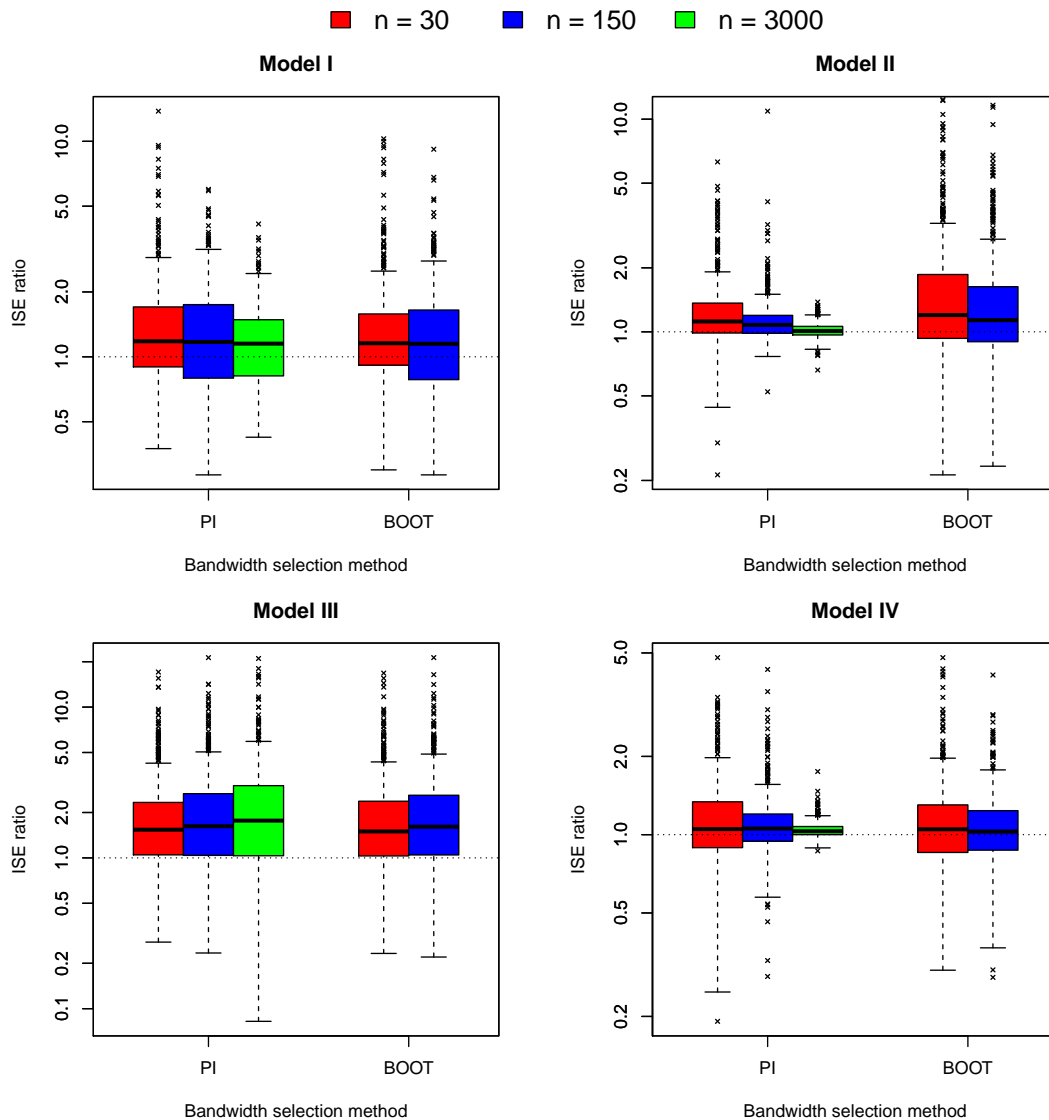 n = 30 n = 150 n = 3000
Model I
ISE ratio
10.0
5.0
2.0
1.0
0.5
PI BOOT
Bandwidth selection method
Model II
ISE ratio
10.0
5.0
2.0
1.0
0.5
0.2
PI BOOT
Bandwidth selection method
Model III
ISE ratio
10.0
5.0
2.0
1.0
0.5
0.2
0.1
PI BOOT
Bandwidth selection method
Model IV
ISE ratio
5.0
2.0
1.0
0.5
0.2
PI BOOT
Bandwidth selection method